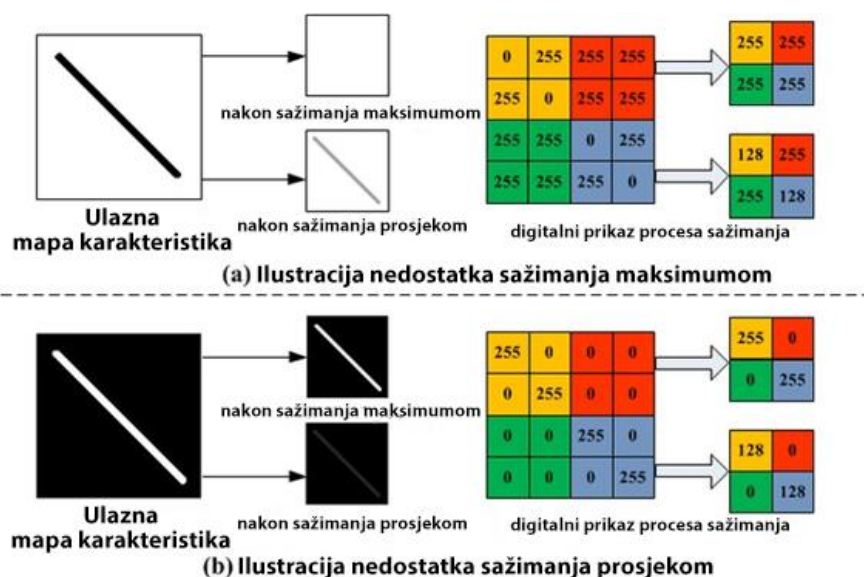 nakon sažimanja maksimumom
Ulazna
mapa karakteristika
nakon sažimanja prosjekom
0 255 255 255
255 0 255 255
255 255 0 255
255 255 255 0
255 255
255 255
128 255
255 128
digitalni prikaz procesa sažimanja
(a) Ilustracija nedostatka sažimanja maksimumom
nakon sažimanja maksimumom
Ulazna
mapa karakteristika
nakon sažimanja prosjekom
255 0 0 0
0 255 0 0
0 0 255 0
0 0 0 255
255 0
0 255
128 0
0 128
digitalni prikaz procesa sažimanja
(b) Ilustracija nedostatka sažimanja prosjekom